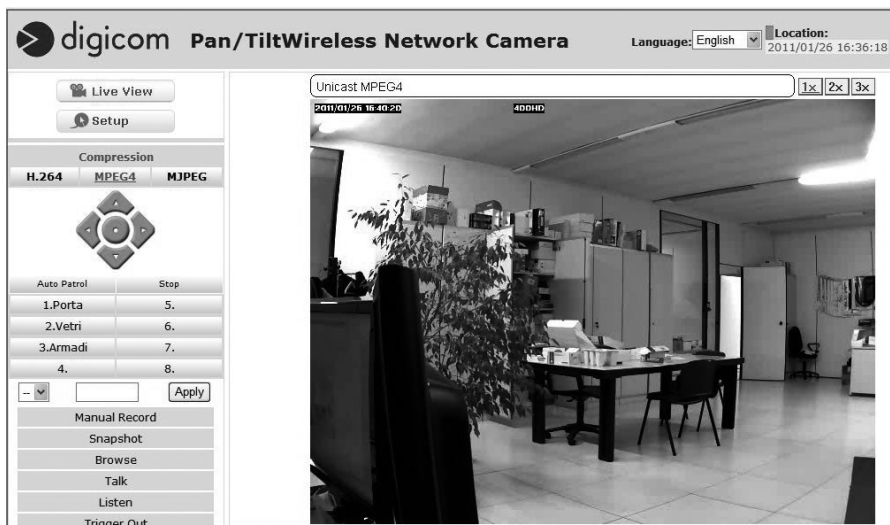 digicom Pan/TiltWireless Network Camera
Language: English
Location:
2011/01/26 16:36:18
Live View
Setup
Compression
H.264 MPEG4 MJPEG
Auto Patrol Stop
1.Porta 5.
2.Vetri 6.
3.Armadi 7.
4. 8.
-- Apply
Manual Record
Snapshot
Browse
Talk
Listen
Trigger Out
Unicast MPEG4
1x 2x 3x
2011/01/26 16:40:20 400HD